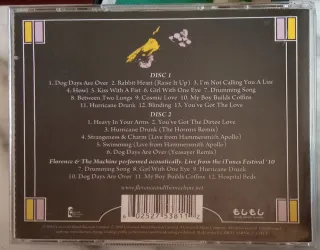 DISC 1
1. Dog Days Are Over 2. Rabbit Heart (Raise It Up) 3. I'm Not Calling You A Liar
4. Howl 5. Kiss With A Fist 6. Girl With One Eye 7. Drumming Song
8. Between Two Lungs 9. Cosmic Love 10. My Boy Builds Coffins
11. Hurricane Drunk 12. Blinding 13. You've Got The Love
DISC 2
1. Heavy In Your Arms 2. You've Got The Dirtee Love
3. Hurricane Drunk (The Horrors Remix)
4. Strangeness & Charm (Live from Hammersmith Apollo)
5. Swimming (Live from Hammersmith Apollo)
6. Dog Days Are Over (Yeasayer Remix)
Florence & The Machine performed acoustically. Live from the iTunes Festival '10
7. Drumming Song 8. Girl With One Eye 9. Hurricane Drunk
10. Dog Days Are Over 11. My Boy Builds Coffins 12. Hospital Beds
www.florenceandthemachine.net